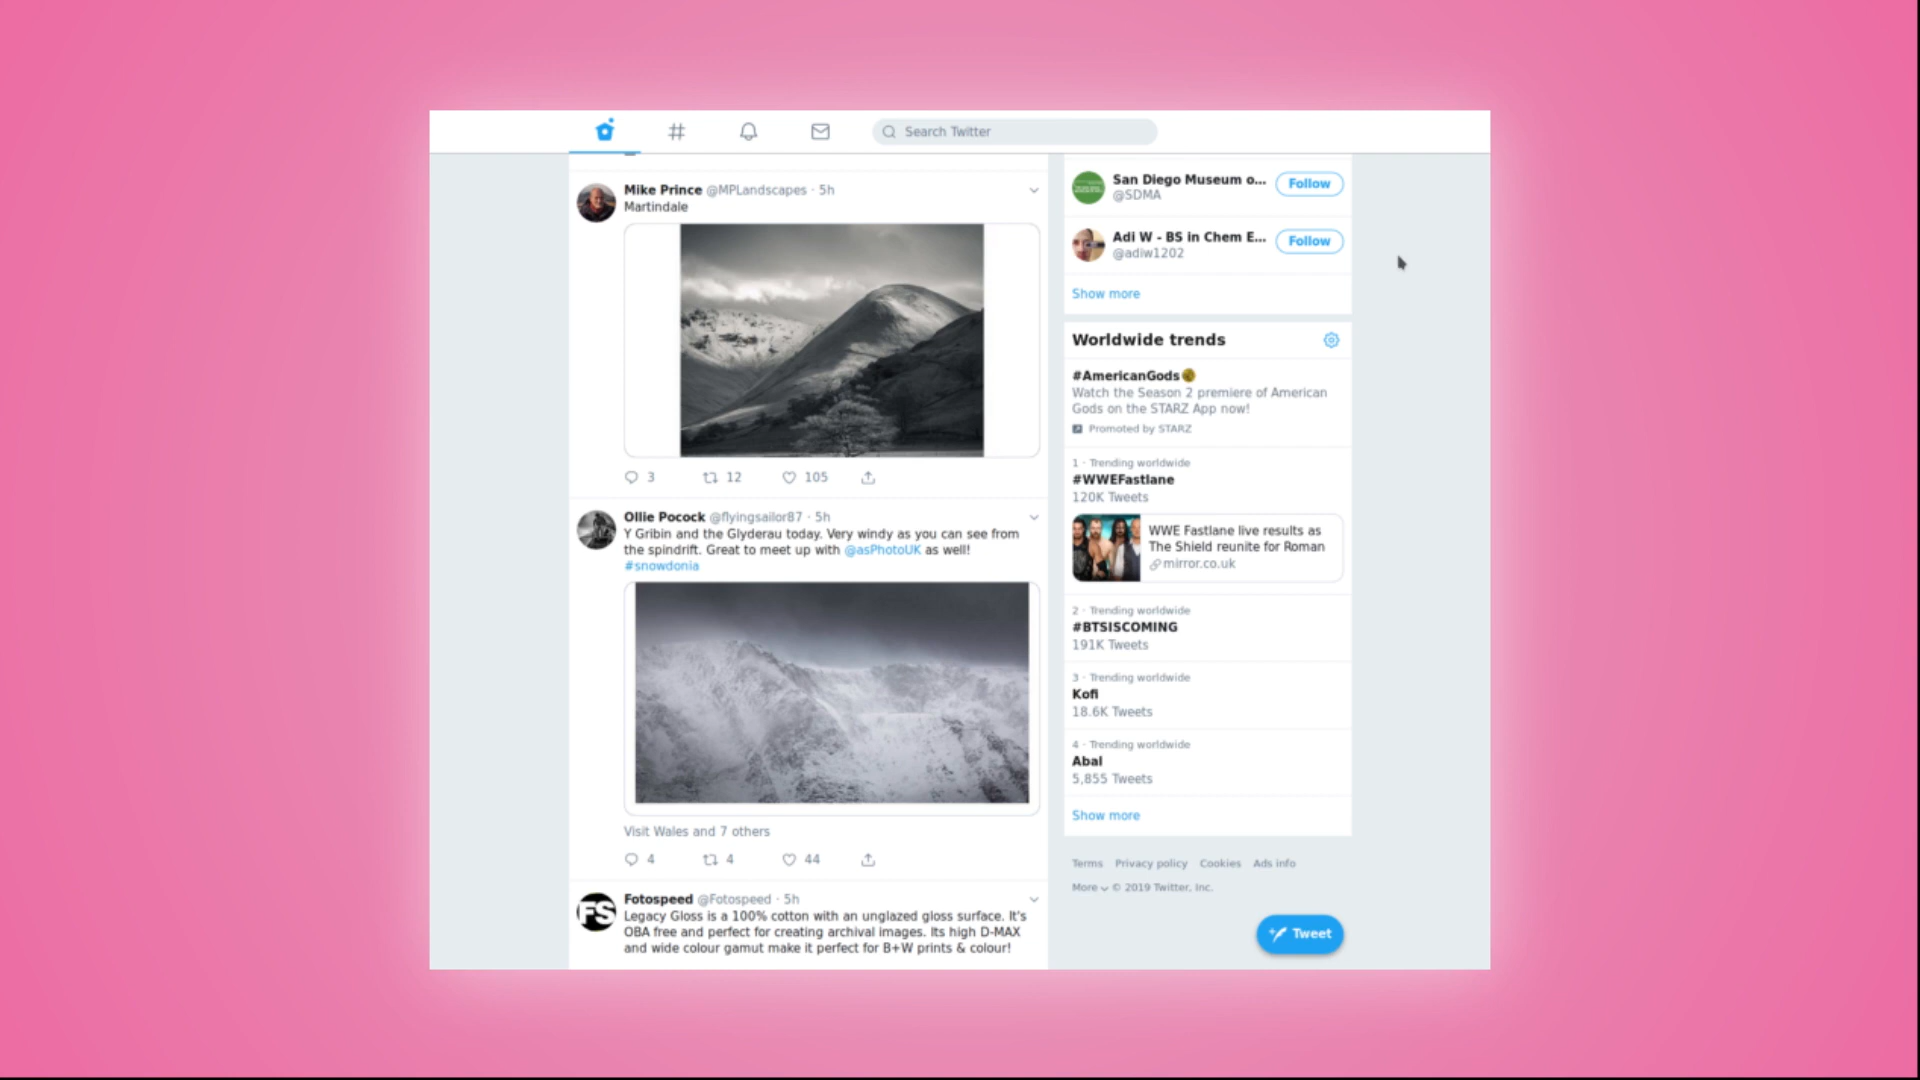 Search Twitter
Mike Prince @MPLandscapes · 5h
Martindale
3 12 105
Ollie Pocock @flyingsailor87 · 5h
Y Gribin and the Glyderau today. Very windy as you can see from
the spindrift. Great to meet up with @asPhotoUK as well!
#snowdonia
Visit Wales and 7 others
4 4 44
FS
Fotospeed @Fotospeed · 5h
Legacy Gloss is a 100% cotton with an unglazed gloss surface. It's
OBA free and perfect for creating archival images. Its high D-MAX
and wide colour gamut make it perfect for B+W prints & colour!
San Diego Museum o...
@SDMA
Follow
Adi W - BS in Chem E...
@adiw1202
Follow
Show more
Worldwide trends
#AmericanGods
Watch the Season 2 premiere of American
Gods on the STARZ App now!
Promoted by STARZ
1 · Trending worldwide
#WWEFastlane
120K Tweets
WWE Fastlane live results as
The Shield reunite for Roman
mirror.co.uk
2 · Trending worldwide
#BTSISCOMING
191K Tweets
3 · Trending worldwide
Kofi
18.6K Tweets
4 · Trending worldwide
Abal
5,855 Tweets
Show more
Terms Privacy policy Cookies Ads info
More © 2019 Twitter, Inc.
Tweet